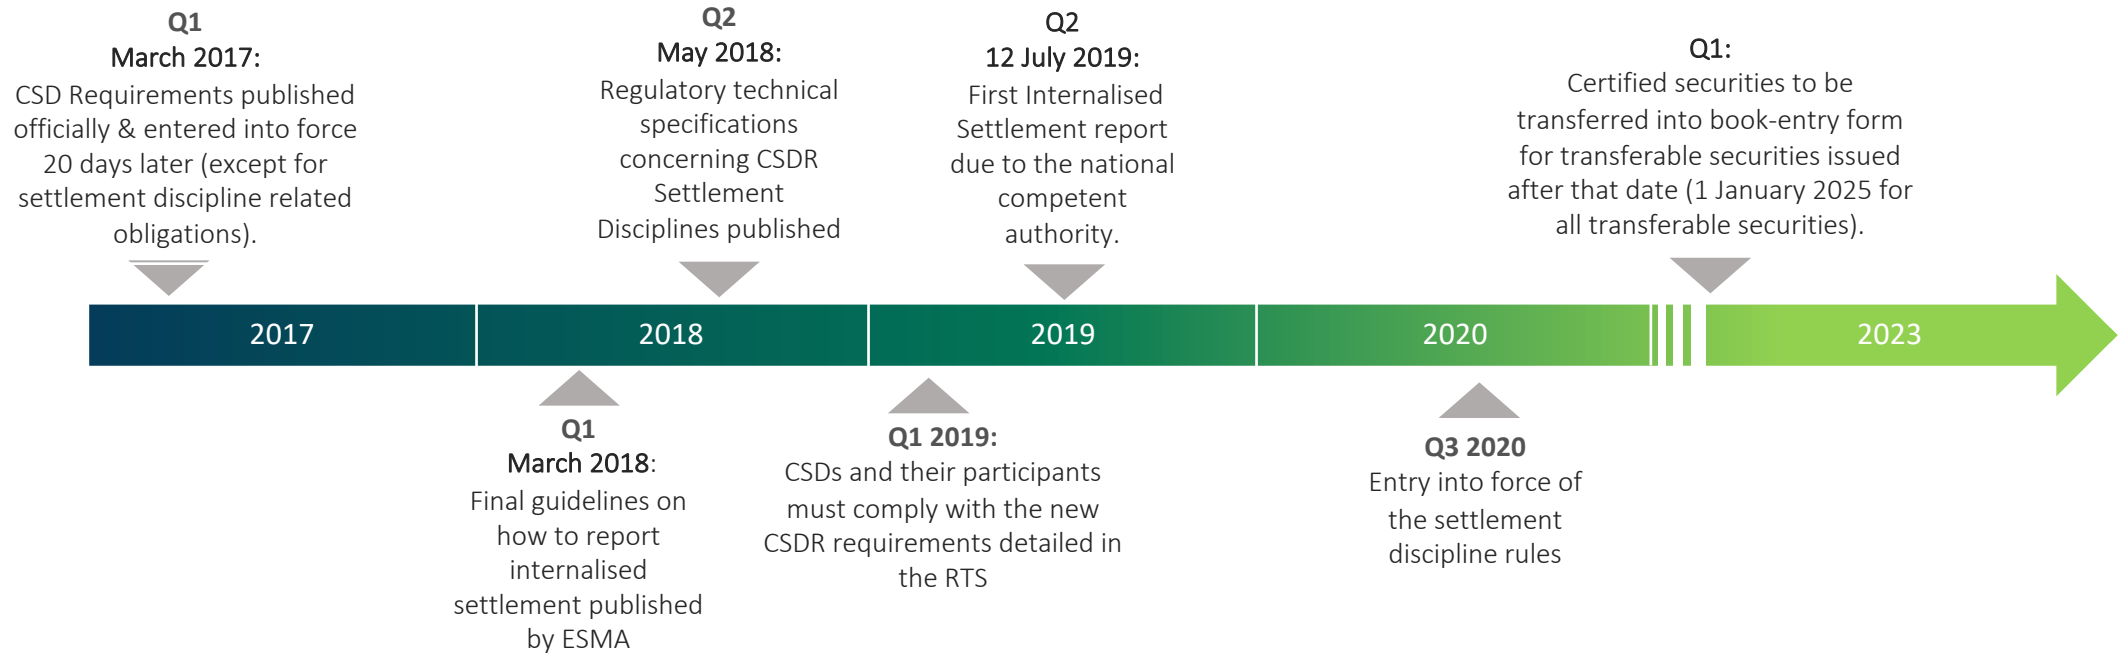 Q1
March 2017:
CSD Requirements published
officially & entered into force
20 days later (except for
settlement discipline related
obligations).
Q2
May 2018:
Regulatory technical
specifications
concerning CSDR
Settlement
Disciplines published
Q2
12 July 2019:
First Internalised
Settlement report
due to the national
competent
authority.
Q1:
Certified securities to be
transferred into book-entry form
for transferable securities issued
after that date (1 January 2025 for
all transferable securities).
2017
2018
2019
2020
2023
Q1
March 2018:
Final guidelines on
how to report
internalised
settlement published
by ESMA
Q1 2019:
CSDs and their participants
must comply with the new
CSDR requirements detailed in
the RTS
Q3 2020
Entry into force of
the settlement
discipline rules